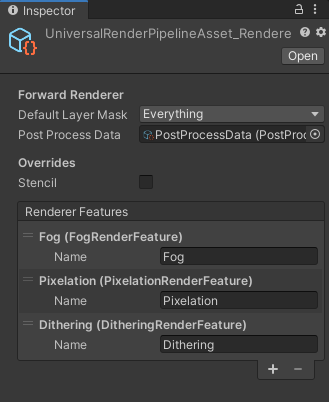 Inspector
UniversalRenderPipelineAsset_Rendere
Open
Forward Renderer
Default Layer Mask Everything
Post Process Data PostProcessData (PostProc
Overrides
Stencil
Renderer Features
Fog (FogRenderFeature)
Name Fog
Pixelation (PixelationRenderFeature)
Name Pixelation
Dithering (DitheringRenderFeature)
Name Dithering